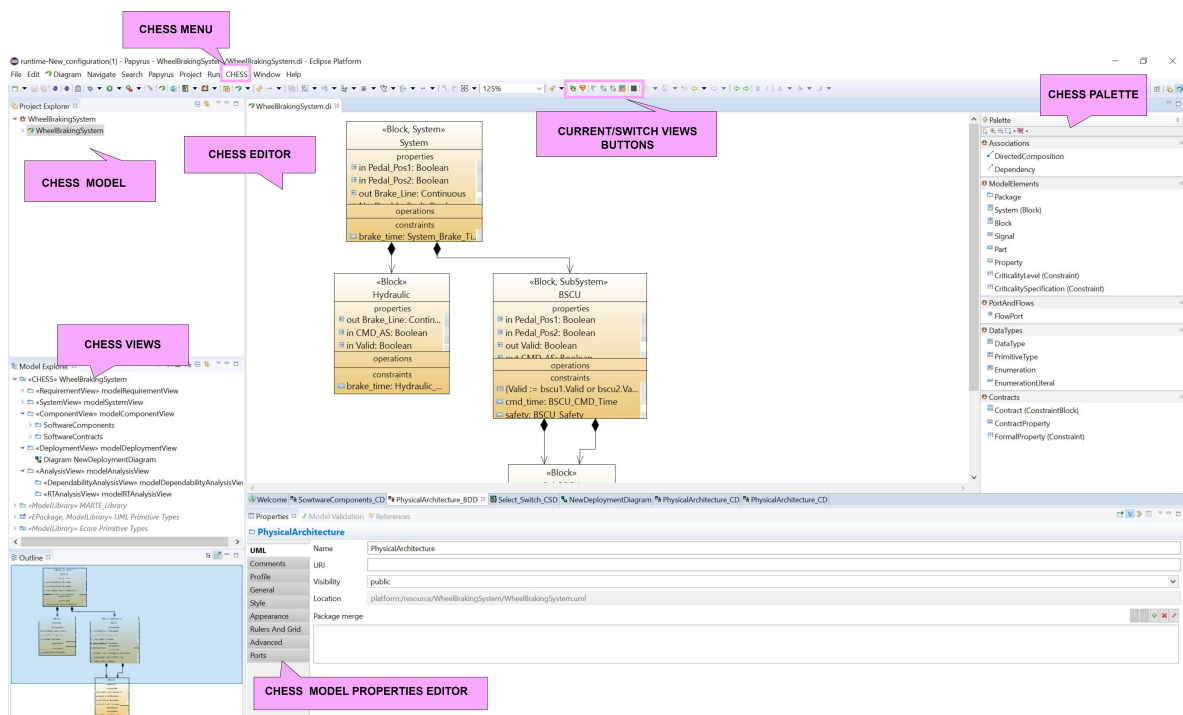 CHESS MENU
runtime-New_configuration(1) - Papyrus - WheelBrakingSystem/WheelBrakingSystem.di - Eclipse Platform
File Edit Diagram Navigate Search Papyrus Project Run CHESS Window Help
125%
CHESS PALETTE
Project Explorer
WheelBrakingSystem
WheelBrakingSystem
CHESS MODEL
CHESS EDITOR
WheelBrakingSystem.di
CURRENT/SWITCH VIEWS
BUTTONS
«Block, System»
System
properties
in Pedal_Pos1: Boolean
in Pedal_Pos2: Boolean
out Brake_Line: Continuous
operations
constraints
brake_time: System_Brake_Ti..
«Block»
Hydraulic
properties
out Brake_Line: Contin...
in CMD_AS: Boolean
in Valid: Boolean
operations
constraints
brake_time: Hydraulic_...
«Block, SubSystem»
BSCU
properties
in Pedal_Pos1: Boolean
in Pedal_Pos2: Boolean
out Valid: Boolean
out CMD_AS: Boolean
operations
constraints
{Valid := bscu1.Valid or bscu2.Va...
cmd_time: BSCU_CMD_Time
safety: BSCU_Safety
«Block»
Palette
Associations
DirectedComposition
Dependency
ModelElements
Package
System (Block)
Block
Signal
Part
Property
CriticalityLevel (Constraint)
CriticalitySpecification (Constraint)
PortAndFlows
FlowPort
DataTypes
DataType
PrimitiveType
Enumeration
EnumerationLiteral
Contracts
Contract (ConstraintBlock)
ContractProperty
FormalProperty (Constraint)
CHESS VIEWS
Model Explorer
«CHESS» WheelBrakingSystem
«RequirementView» modelRequirementView
«SystemView» modelSystemView
«ComponentView» modelComponentView
SoftwareComponents
SoftwareContracts
«DeploymentView» modelDeploymentView
Diagram NewDeploymentDiagram
«AnalysisView» modelAnalysisView
«DependabilityAnalysisView» modelDependabilityAnalysisView
«RTAnalysisView» modelRTAnalysisView
«ModelLibrary» MARTE_Library
«EPackage, ModelLibrary» UML Primitive Types
«ModelLibrary» Ecore Primitive Types
Outline
Welcome SowtwareComponents_CD PhysicalArchitecture_BDD Select_Switch_CSD NewDeploymentDiagram PhysicalArchitecture_CD PhysicalArchitecture_CD
Properties Model Validation References
PhysicalArchitecture
UML
Comments
Profile
General
Style
Appearance
Rulers And Grid
Advanced
Ports
Name PhysicalArchitecture
URI
Visibility public
Location platform:/resource/WheelBrakingSystem/WheelBrakingSystem.uml
Package merge
CHESS MODEL PROPERTIES EDITOR